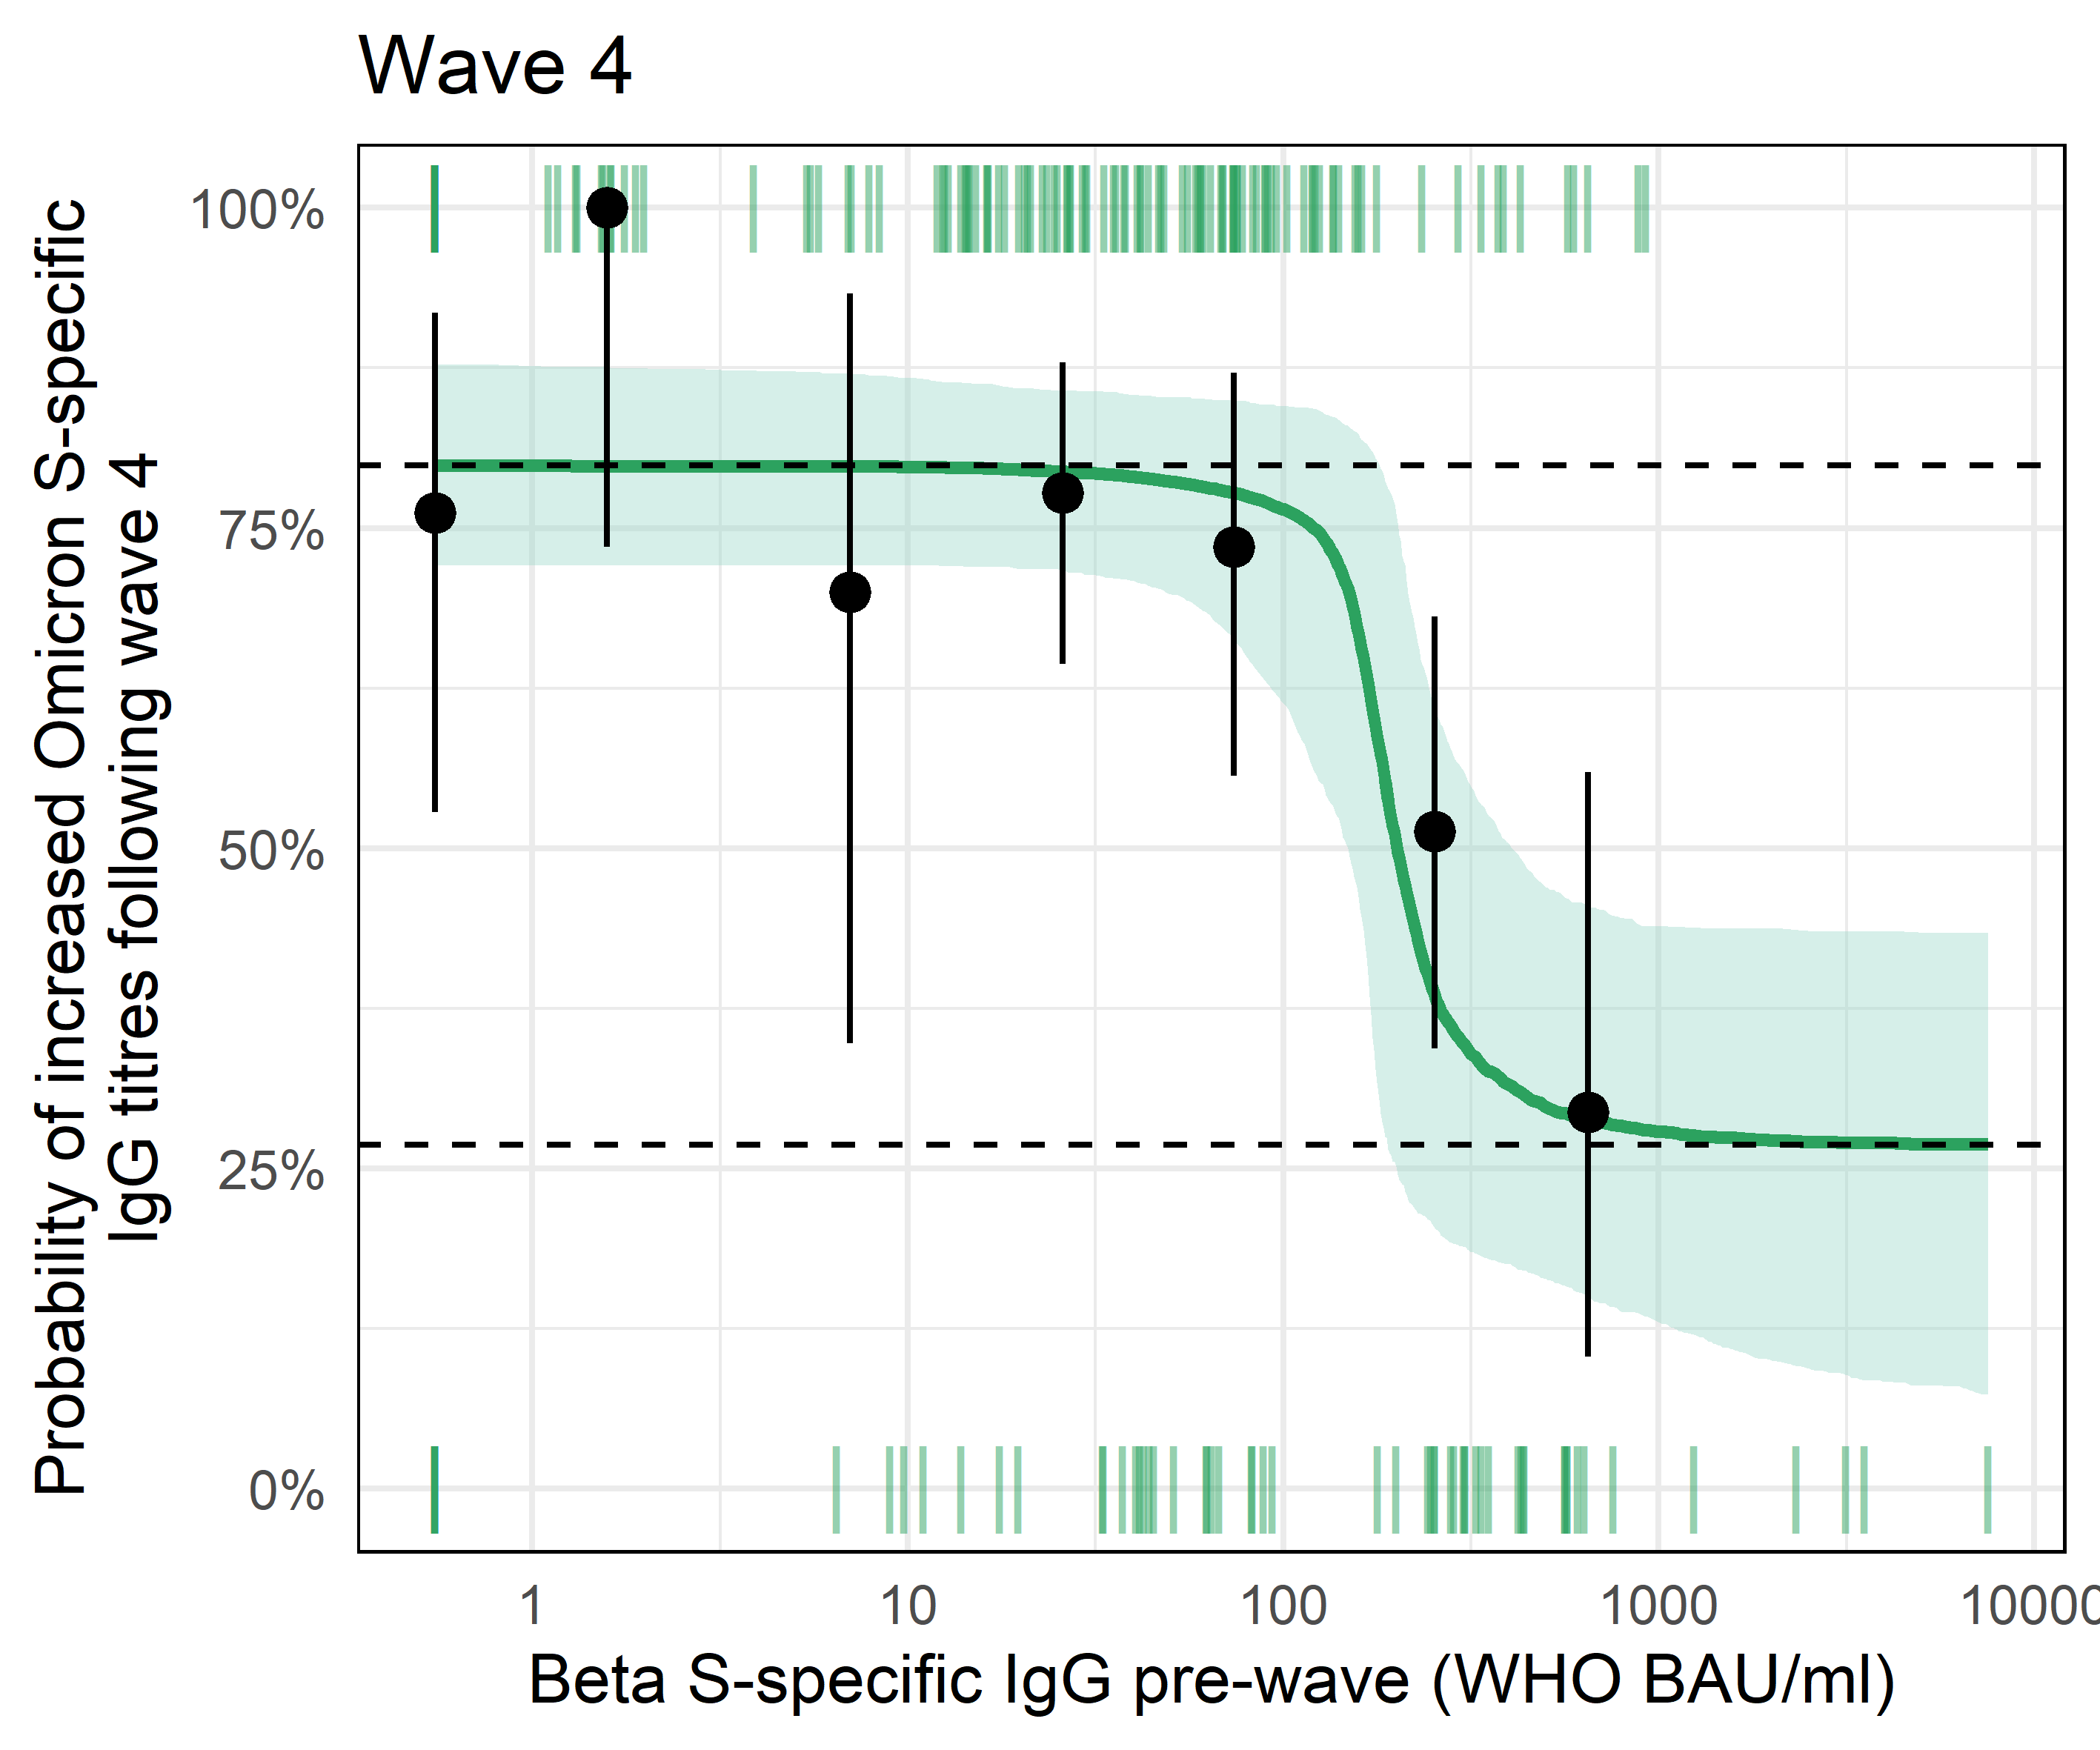 Wave 4
Probability of increased Omicron S-specific
IgG titres following wave 4
100%
75%
50%
25%
0%
1 10 100 1000 10000
Beta S-specific IgG pre-wave (WHO BAU/ml)